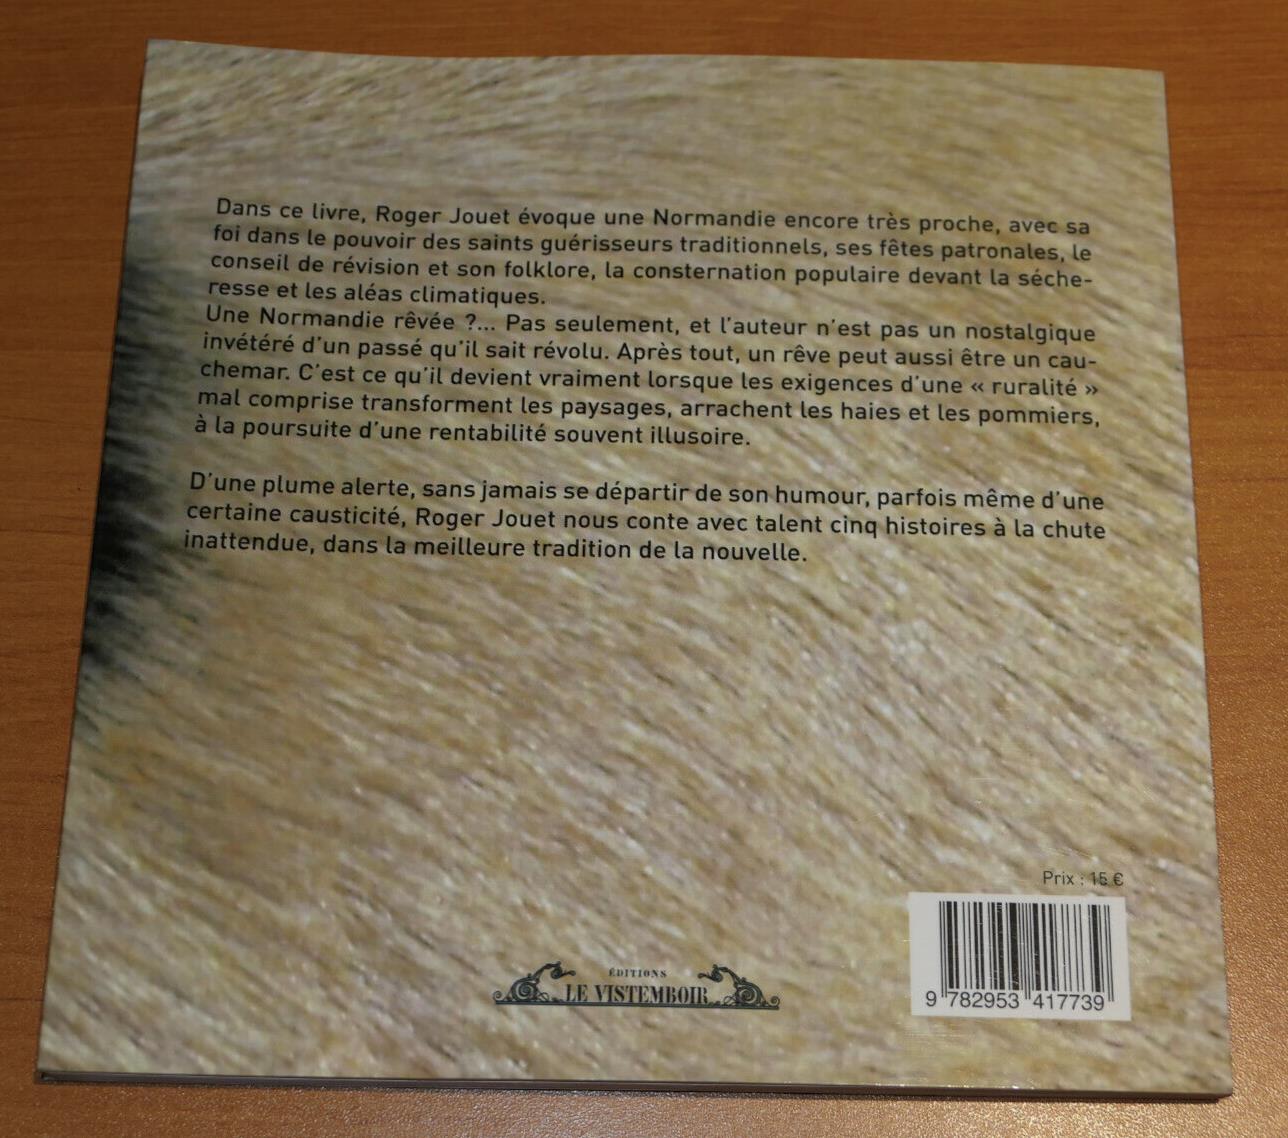 Dans ce livre, Roger Jouet évoque une Normandie encore très proche, avec sa
foi dans le pouvoir des saints guérisseurs traditionnels, ses fêtes patronales, le
conseil de révision et son folklore, la consternation populaire devant la séche-
resse et les aléas climatiques.
Une Normandie rêvée ?... Pas seulement, et l'auteur n'est pas un nostalgique
invétéré d'un passé qu'il sait révolu. Après tout, un rêve peut aussi être un cau-
chemar. C'est ce qu'il devient vraiment lorsque les exigences d'une « ruralité »
mal comprise transforment les paysages, arrachent les haies et les pommiers,
à la poursuite d'une rentabilité souvent illusoire.
D'une plume alerte, sans jamais se départir de son humour, parfois même d'une
certaine causticité, Roger Jouet nous conte avec talent cinq histoires à la chute
inattendue, dans la meilleure tradition de la nouvelle.
Prix : 15 €
ÉDITIONS
LE VISTEMBOIR
9 782953 417739